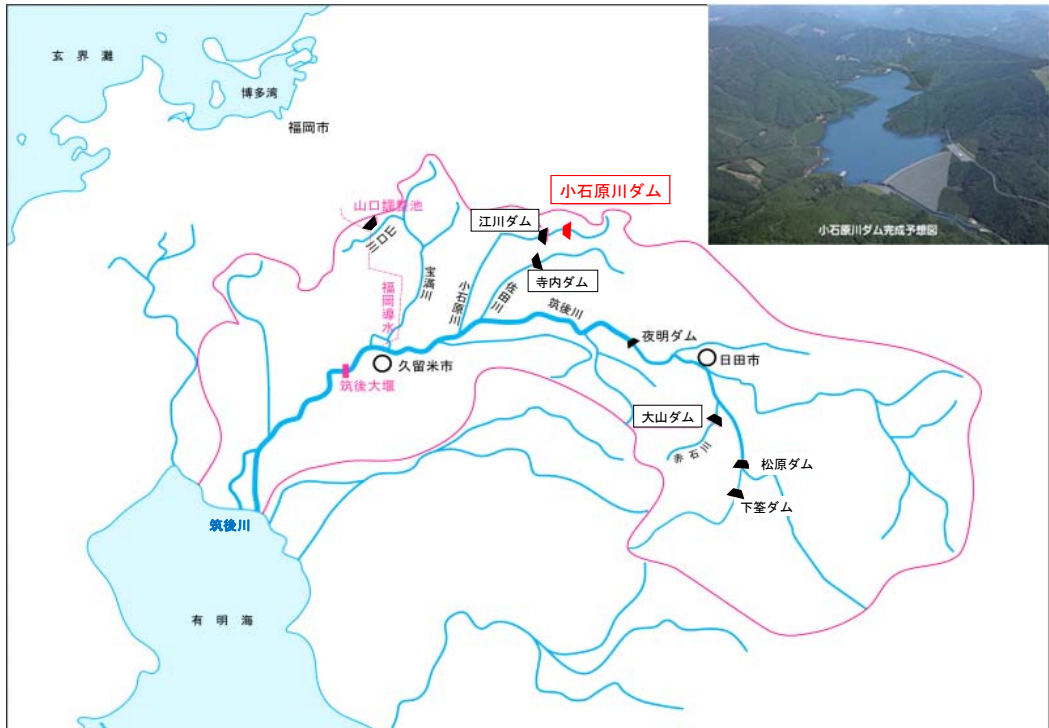 玄界灘
博多湾
福岡市
小石原川ダム完成予想図
小石原川ダム
山口調整池
江川ダム
山口川
寺内ダム
宝満川
小石原川
佐田川
福岡導水
筑後川
夜明ダム
日田市
久留米市
筑後大堰
大山ダム
赤石川
松原ダム
下筌ダム
筑後川
有明海